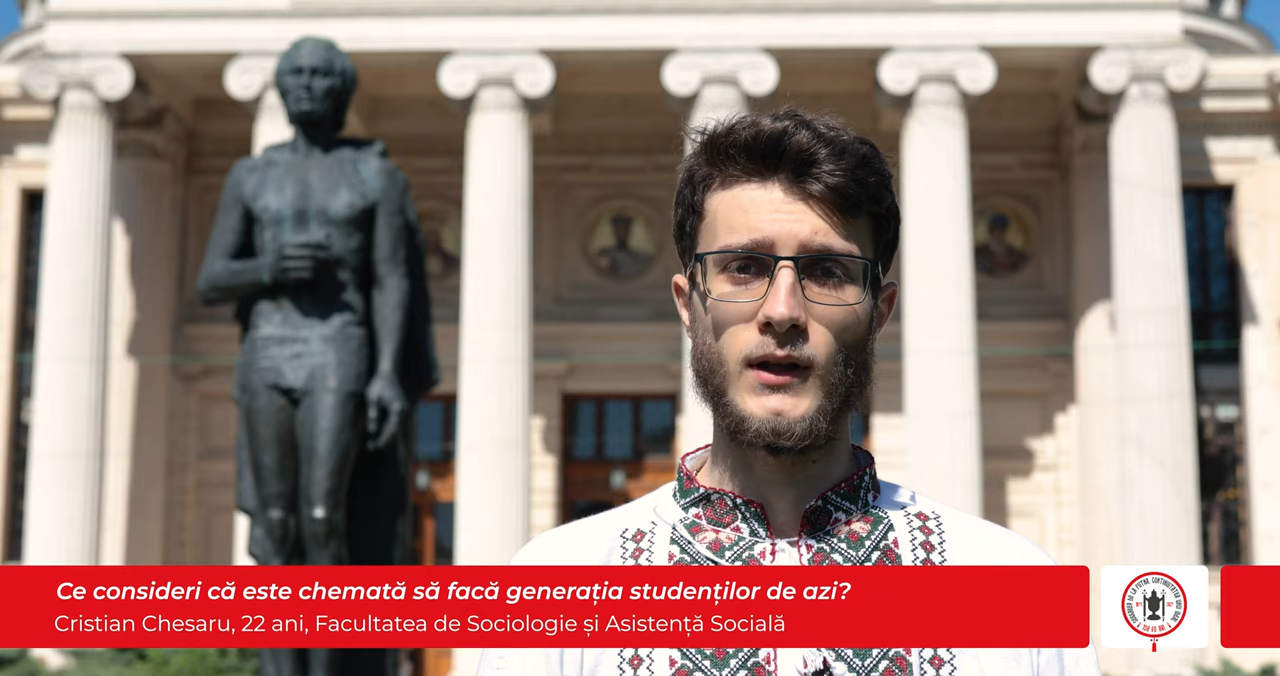 Ce consideri că este chemată să facă generația studenților de azi?
Cristian Chesaru, 22 ani, Facultatea de Sociologie și Asistență Socială